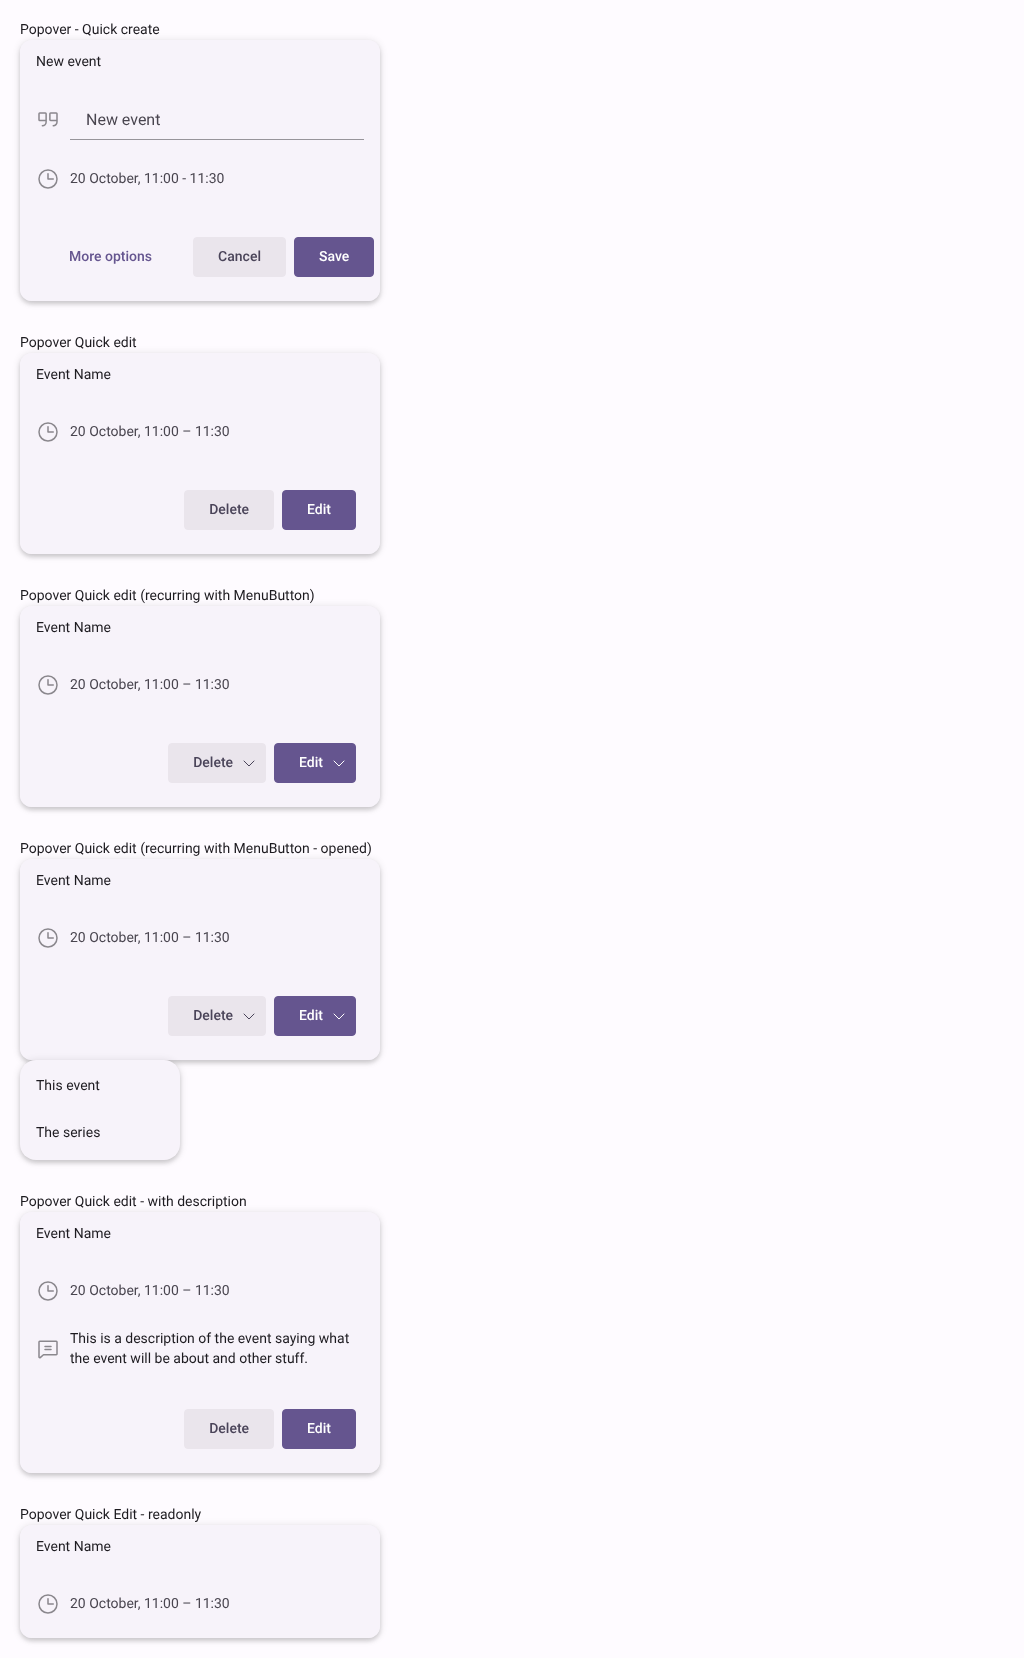 Popover - Quick create
New event
New event
20 October, 11:00 - 11:30
More options
Cancel
Save
Popover Quick edit
Event Name
20 October, 11:00 – 11:30
Delete
Edit
Popover Quick edit (recurring with MenuButton)
Event Name
20 October, 11:00 – 11:30
Delete
Edit
Popover Quick edit (recurring with MenuButton - opened)
Event Name
20 October, 11:00 – 11:30
Delete
Edit
This event
The series
Popover Quick edit - with description
Event Name
20 October, 11:00 – 11:30
This is a description of the event saying what
the event will be about and other stuff.
Delete
Edit
Popover Quick Edit - readonly
Event Name
20 October, 11:00 – 11:30